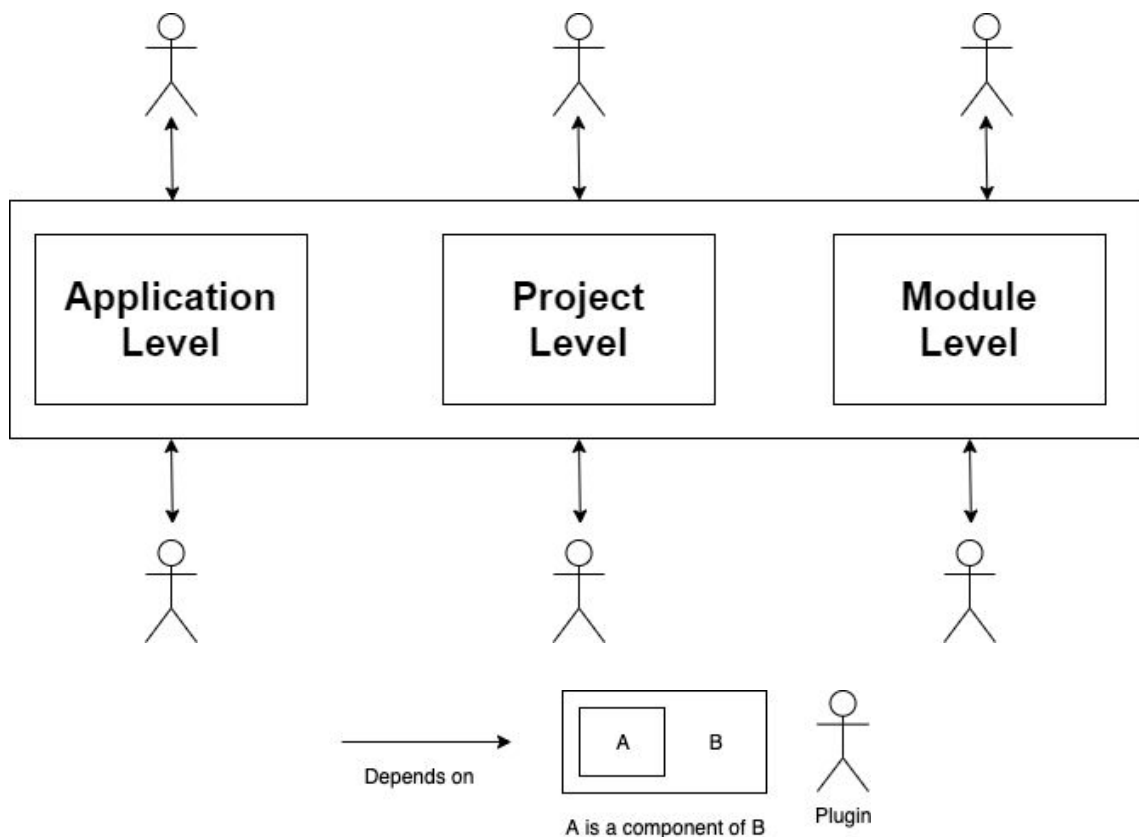 Application
Level
Project
Level
Module
Level
Depends on
A
B
A is a component of B
Plugin